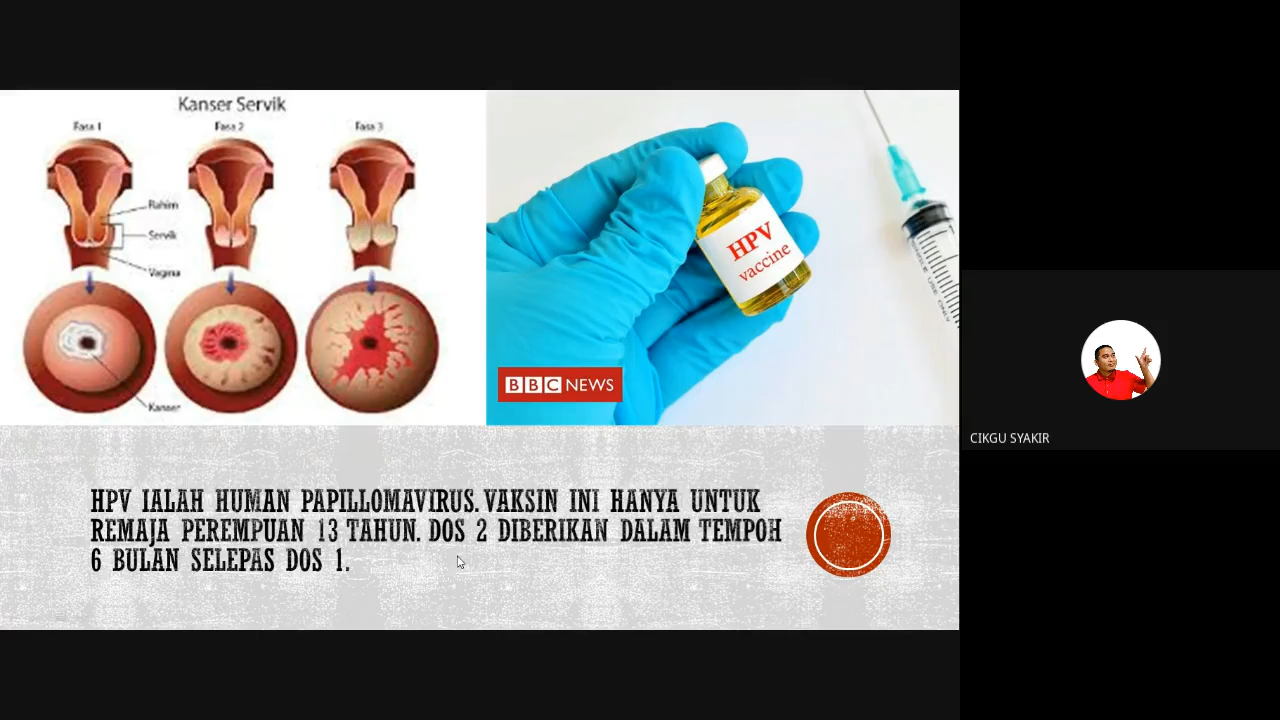 Kanser Servik
Fasa 1
Fasa 2
Fasa 3
Rahim
Servik
Vagina
Kanser
HPV
vaccine
BBC NEWS
HPV IALAH HUMAN PAPILLOMAVIRUS. VAKSIN INI HANYA UNTUK
REMAJA PEREMPUAN 13 TAHUN. DOS 2 DIBERIKAN DALAM TEMPOH
6 BULAN SELEPAS DOS 1.
CIKGU SYAKIR